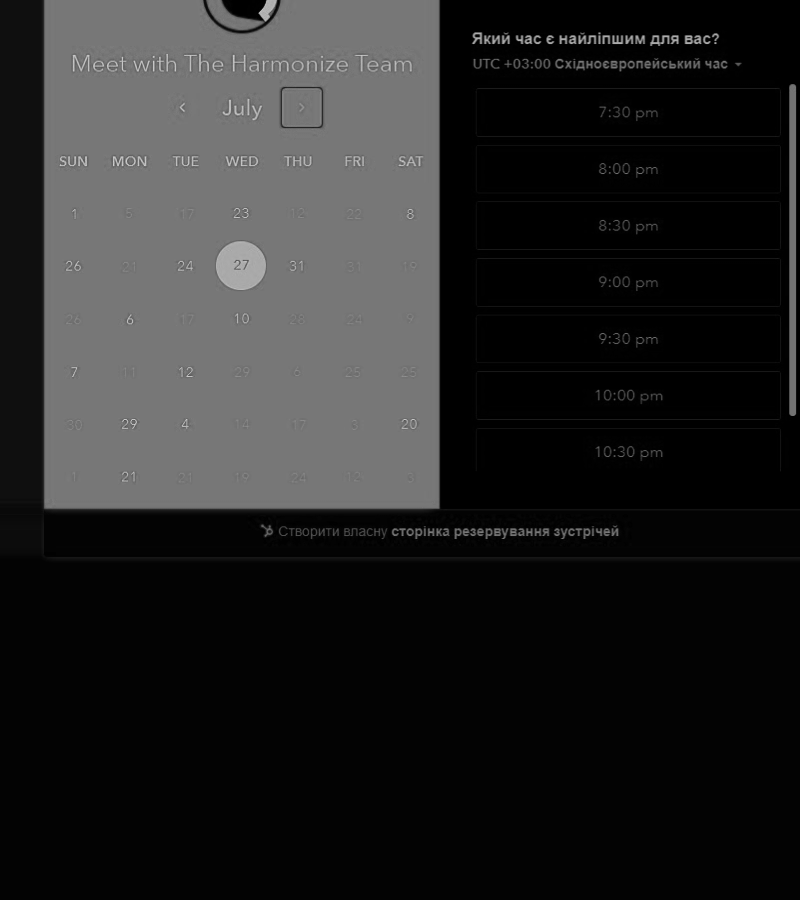 Meet with The Harmonize Team
July
SUN MON TUE WED THU FRI SAT
1 5 17 23 12 22 8
26 21 24 27 31 31 19
26 6 17 10 28 24 9
7 11 12 29 6 25 25
30 29 4 14 17 3 20
1 21 21 19 24 12 3
Який час є найліпшим для вас?
UTC +03:00 Східноєвропейський час
7:30 pm
8:00 pm
8:30 pm
9:00 pm
9:30 pm
10:00 pm
10:30 pm
Створити власну сторінка резервування зустрічей